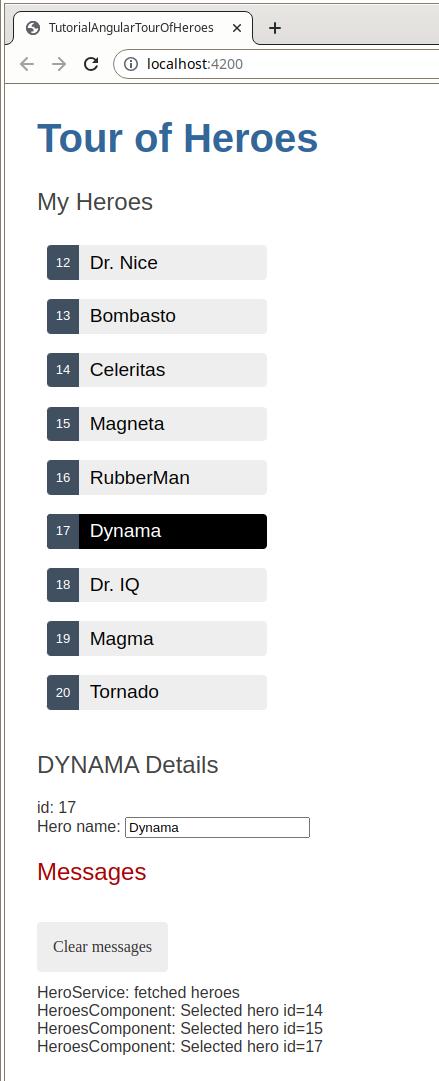 TutorialAngularTourOfHeroes
localhost:4200
Tour of Heroes
My Heroes
12 Dr. Nice
13 Bombasto
14 Celeritas
15 Magneta
16 RubberMan
17 Dynama
18 Dr. IQ
19 Magma
20 Tornado
DYNAMA Details
id: 17
Hero name: Dynama
Messages
Clear messages
HeroService: fetched heroes
HeroesComponent: Selected hero id=14
HeroesComponent: Selected hero id=15
HeroesComponent: Selected hero id=17